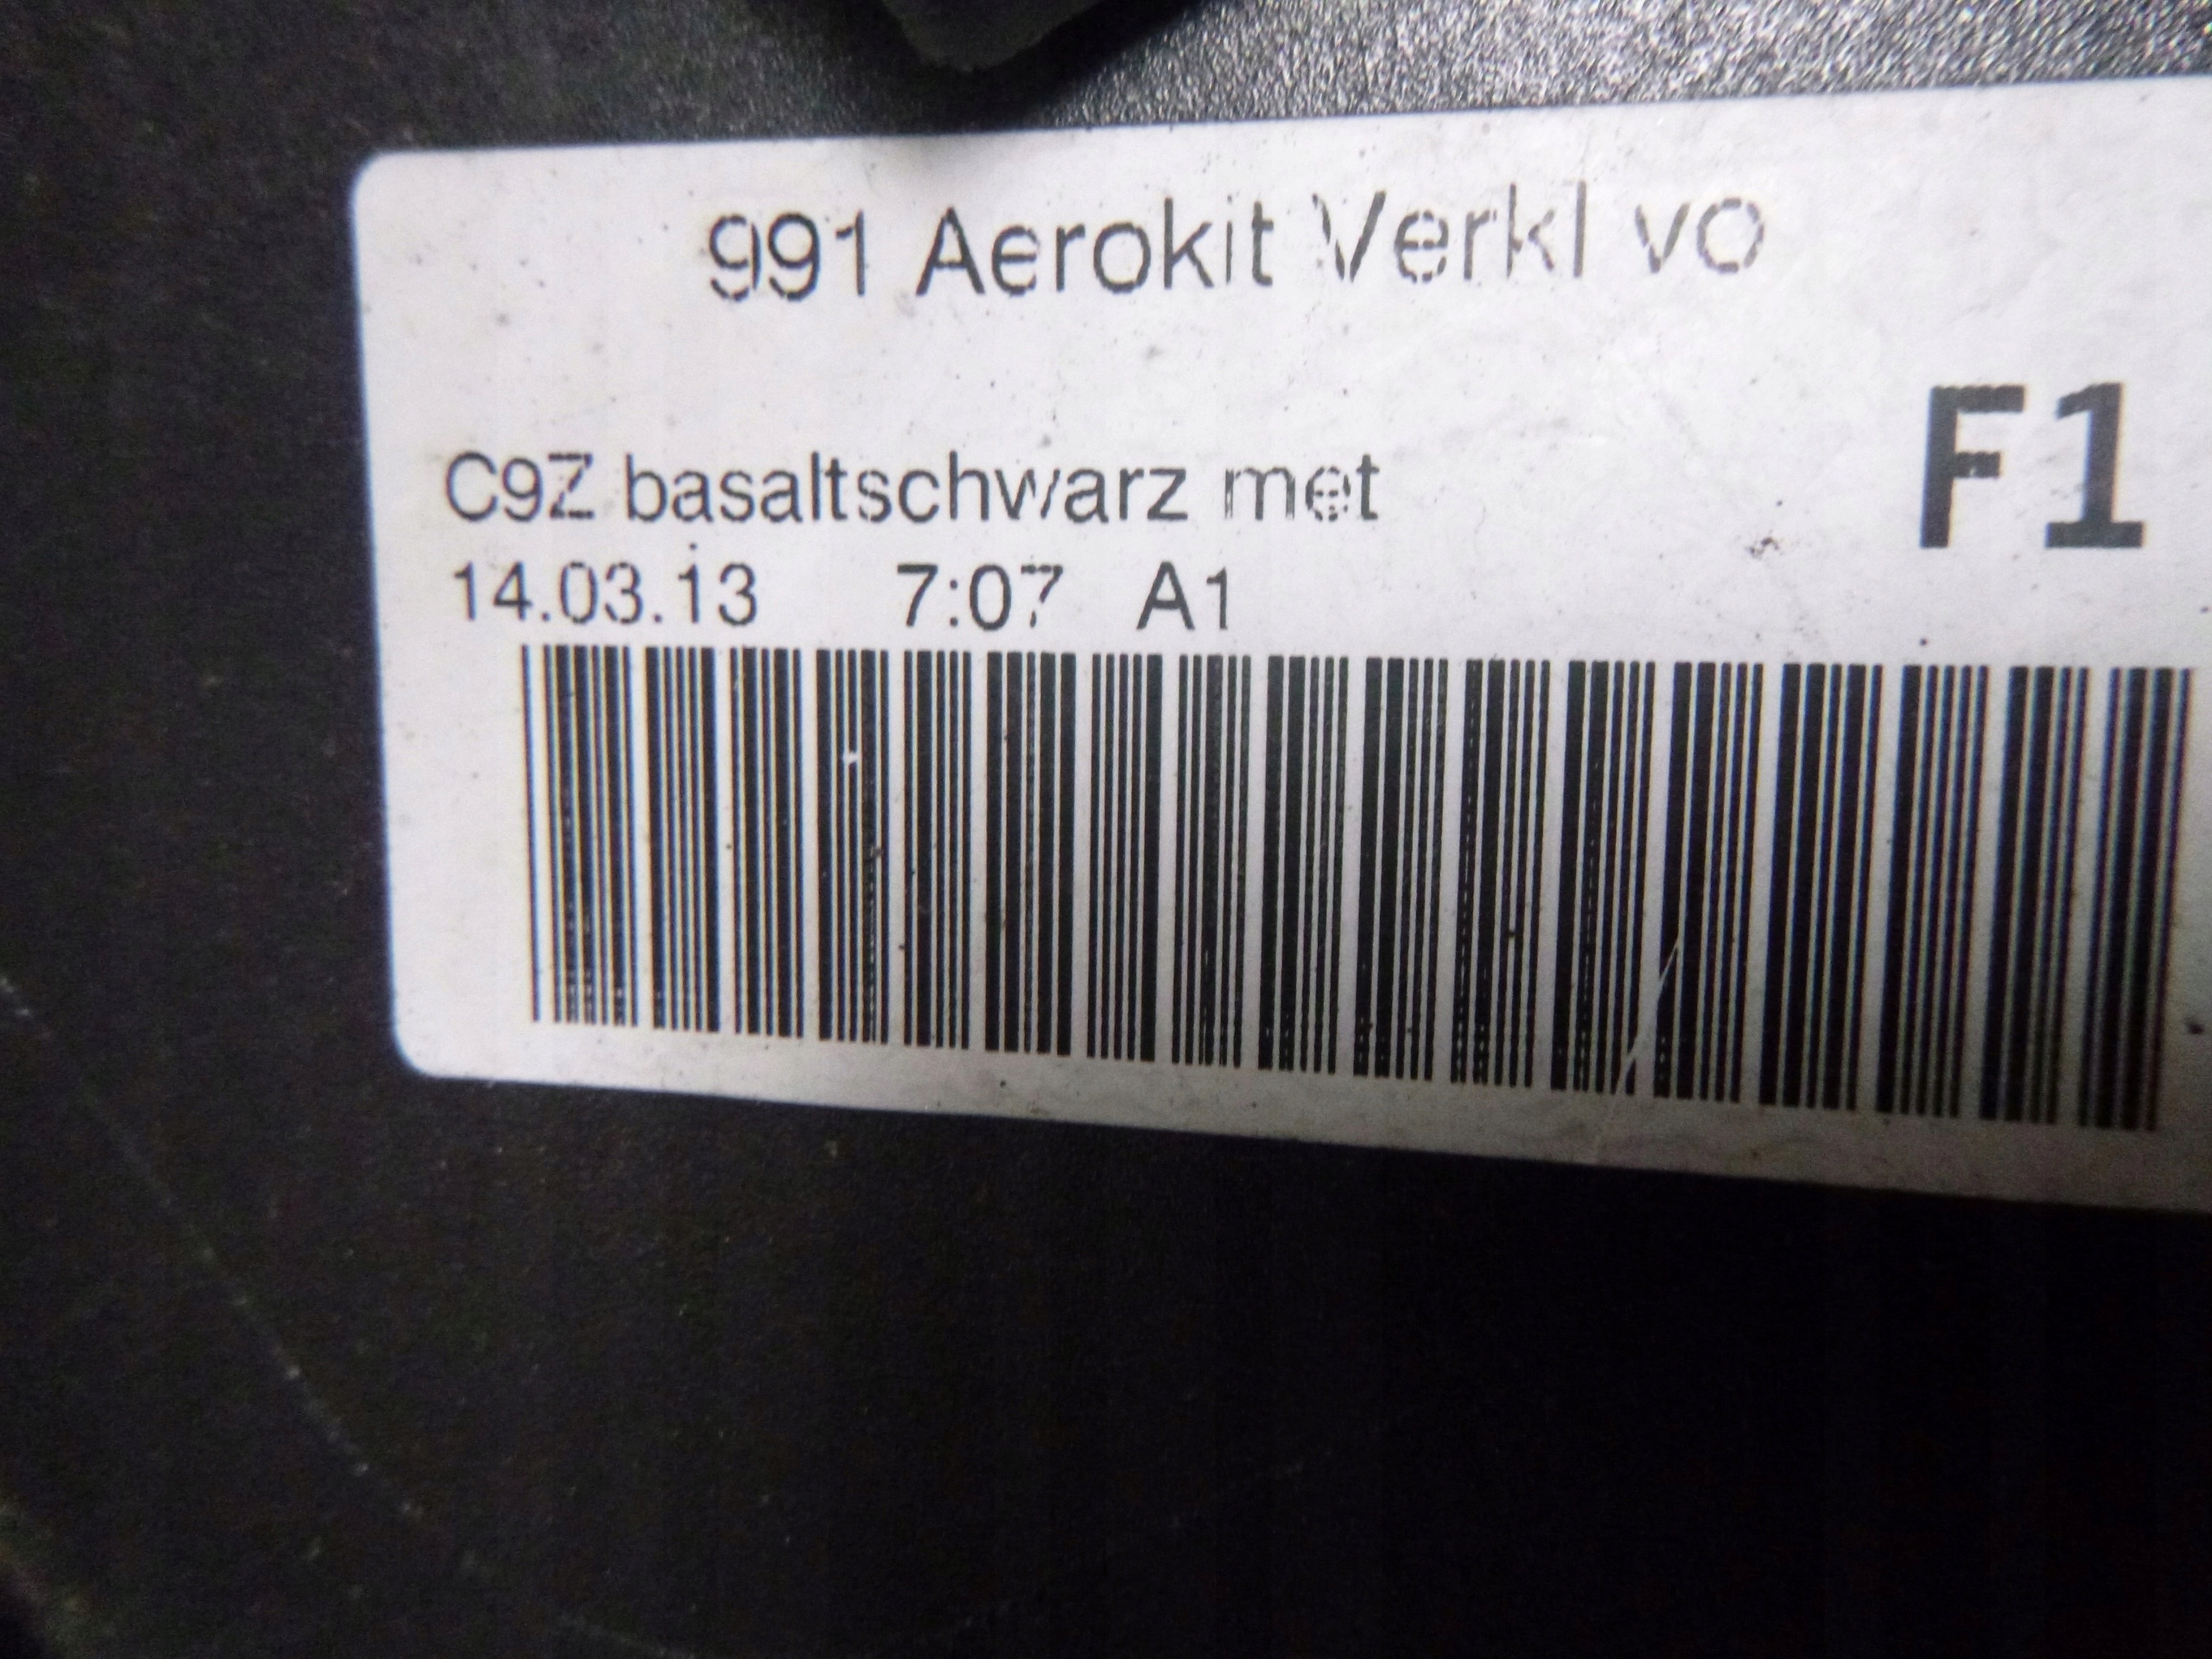 991 Aerokit Verkl vo
F1
C9Z basaltschwarz met
14.03.13 7:07 A1